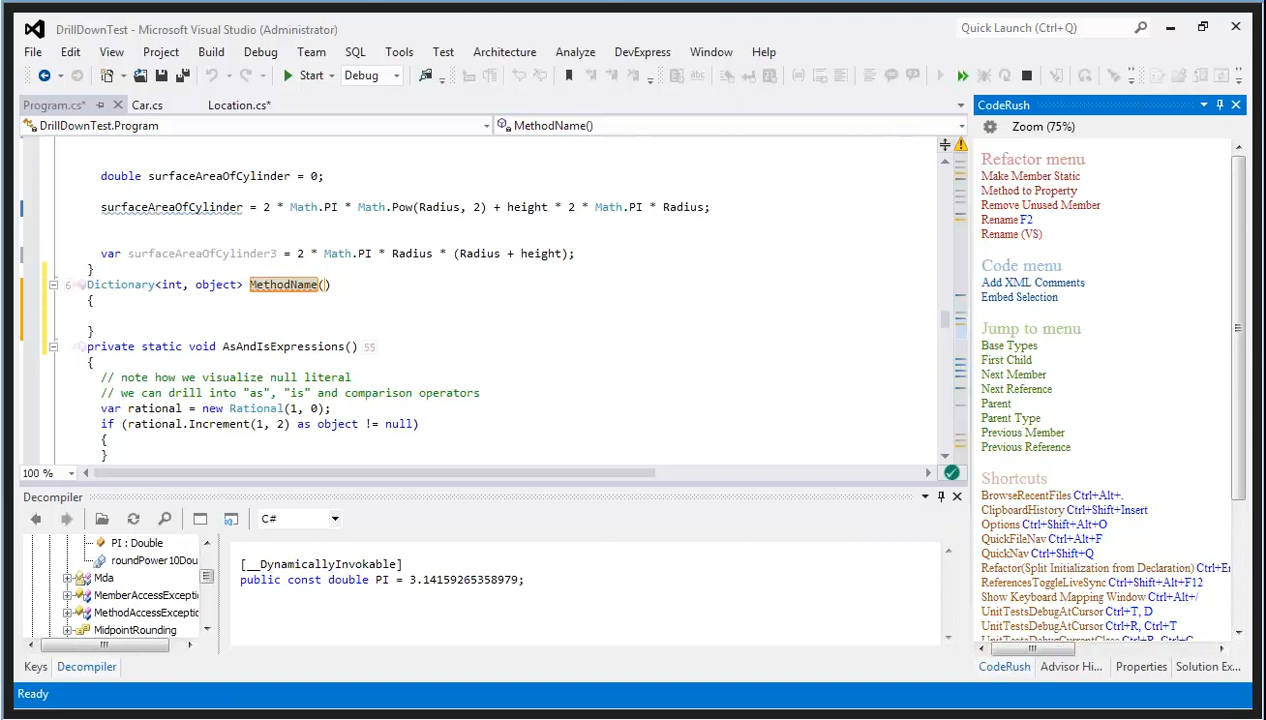 DrillDownTest - Microsoft Visual Studio (Administrator)
Quick Launch (Ctrl+Q)
File Edit View Project Build Debug Team SQL Tools Test Architecture Analyze DevExpress Window Help
Start Debug
Program.cs* Car.cs Location.cs*
DrillDownTest.Program MethodName()
double surfaceAreaOfCylinder = 0;
surfaceAreaOfCylinder = 2 * Math.PI * Math.Pow(Radius, 2) + height * 2 * Math.PI * Radius;
var surfaceAreaOfCylinder3 = 2 * Math.PI * Radius * (Radius + height);
}
6 Dictionary<int, object> MethodName()
{
}
private static void AsAndIsExpressions() 55
{
// note how we visualize null literal
// we can drill into "as", "is" and comparison operators
var rational = new Rational(1, 0);
if (rational.Increment(1, 2) as object != null)
{
}
100 %
Decompiler
C#
PI : Double
roundPower10Dou
Mda
MemberAccessExcepti
MethodAccessExceptic
MidpointRounding
[__DynamicallyInvokable]
public const double PI = 3.14159265358979;
Keys Decompiler
CodeRush
Zoom (75%)
Refactor menu
Make Member Static
Method to Property
Remove Unused Member
Rename F2
Rename (VS)
Code menu
Add XML Comments
Embed Selection
Jump to menu
Base Types
First Child
Next Member
Next Reference
Parent
Parent Type
Previous Member
Previous Reference
Shortcuts
BrowseRecentFiles Ctrl+Alt+.
ClipboardHistory Ctrl+Shift+Insert
Options Ctrl+Shift+Alt+O
QuickFileNav Ctrl+Alt+F
QuickNav Ctrl+Shift+Q
Refactor(Split Initialization from Declaration) Ctrl+En
ReferencesToggleLiveSync Ctrl+Shift+Alt+F12
Show Keyboard Mapping Window Ctrl+Alt+/
UnitTestsDebugAtCursor Ctrl+T, D
UnitTestsDebugAtCursor Ctrl+R, Ctrl+T
UnitTestsDebugCurrentClass Ctrl+R, Ctrl+C
CodeRush Advisor Hi... Properties Solution Ex...
Ready